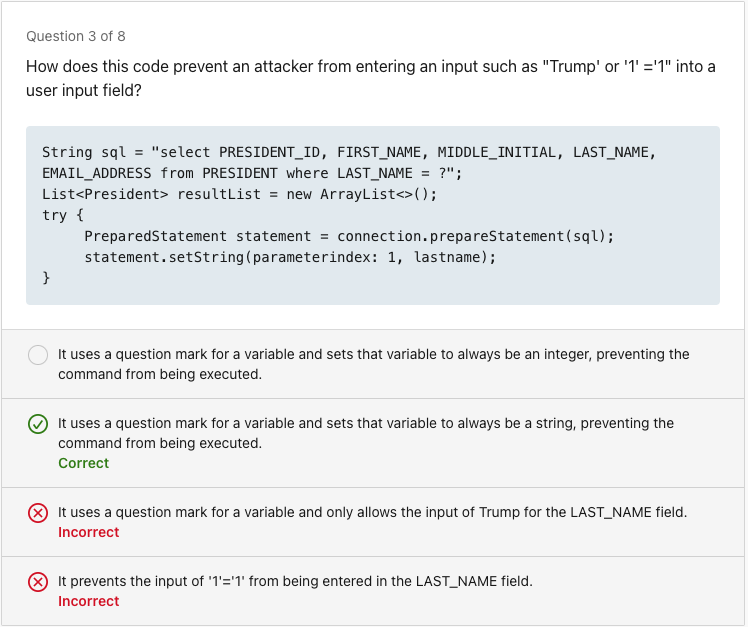 Question 3 of 8
How does this code prevent an attacker from entering an input such as "Trump' or '1' ='1" into a
user input field?
String sql = "select PRESIDENT_ID, FIRST_NAME, MIDDLE_INITIAL, LAST_NAME,
EMAIL_ADDRESS from PRESIDENT where LAST_NAME = ?";
List<President> resultList = new ArrayList<>();
try {
     PreparedStatement statement = connection.prepareStatement(sql);
     statement.setString(parameterindex: 1, lastname);
}
It uses a question mark for a variable and sets that variable to always be an integer, preventing the
command from being executed.
It uses a question mark for a variable and sets that variable to always be a string, preventing the
command from being executed.
Correct
It uses a question mark for a variable and only allows the input of Trump for the LAST_NAME field.
Incorrect
It prevents the input of '1'='1' from being entered in the LAST_NAME field.
Incorrect